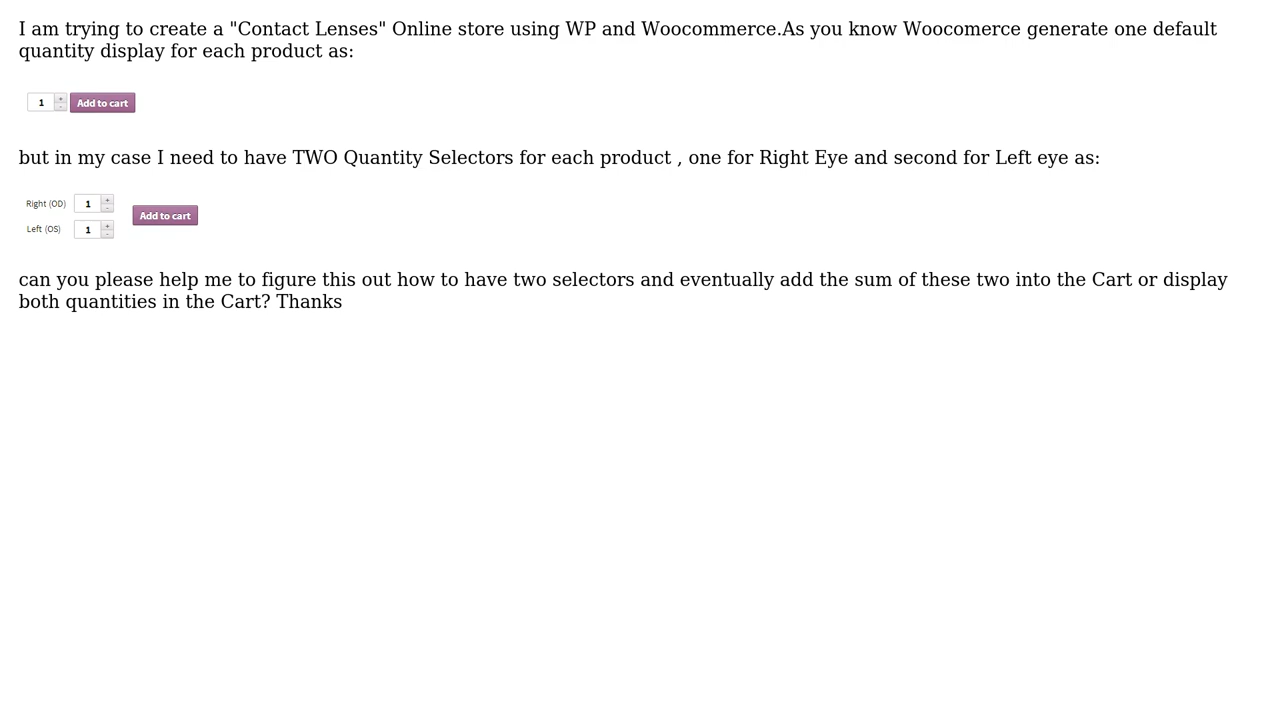 I am trying to create a "Contact Lenses" Online store using WP and Woocommerce.As you know Woocomerce generate one default
quantity display for each product as:
1 + - Add to cart
but in my case I need to have TWO Quantity Selectors for each product , one for Right Eye and second for Left eye as:
Right (OD) 1 + -
Add to cart
Left (OS) 1 + -
can you please help me to figure this out how to have two selectors and eventually add the sum of these two into the Cart or display
both quantities in the Cart? Thanks